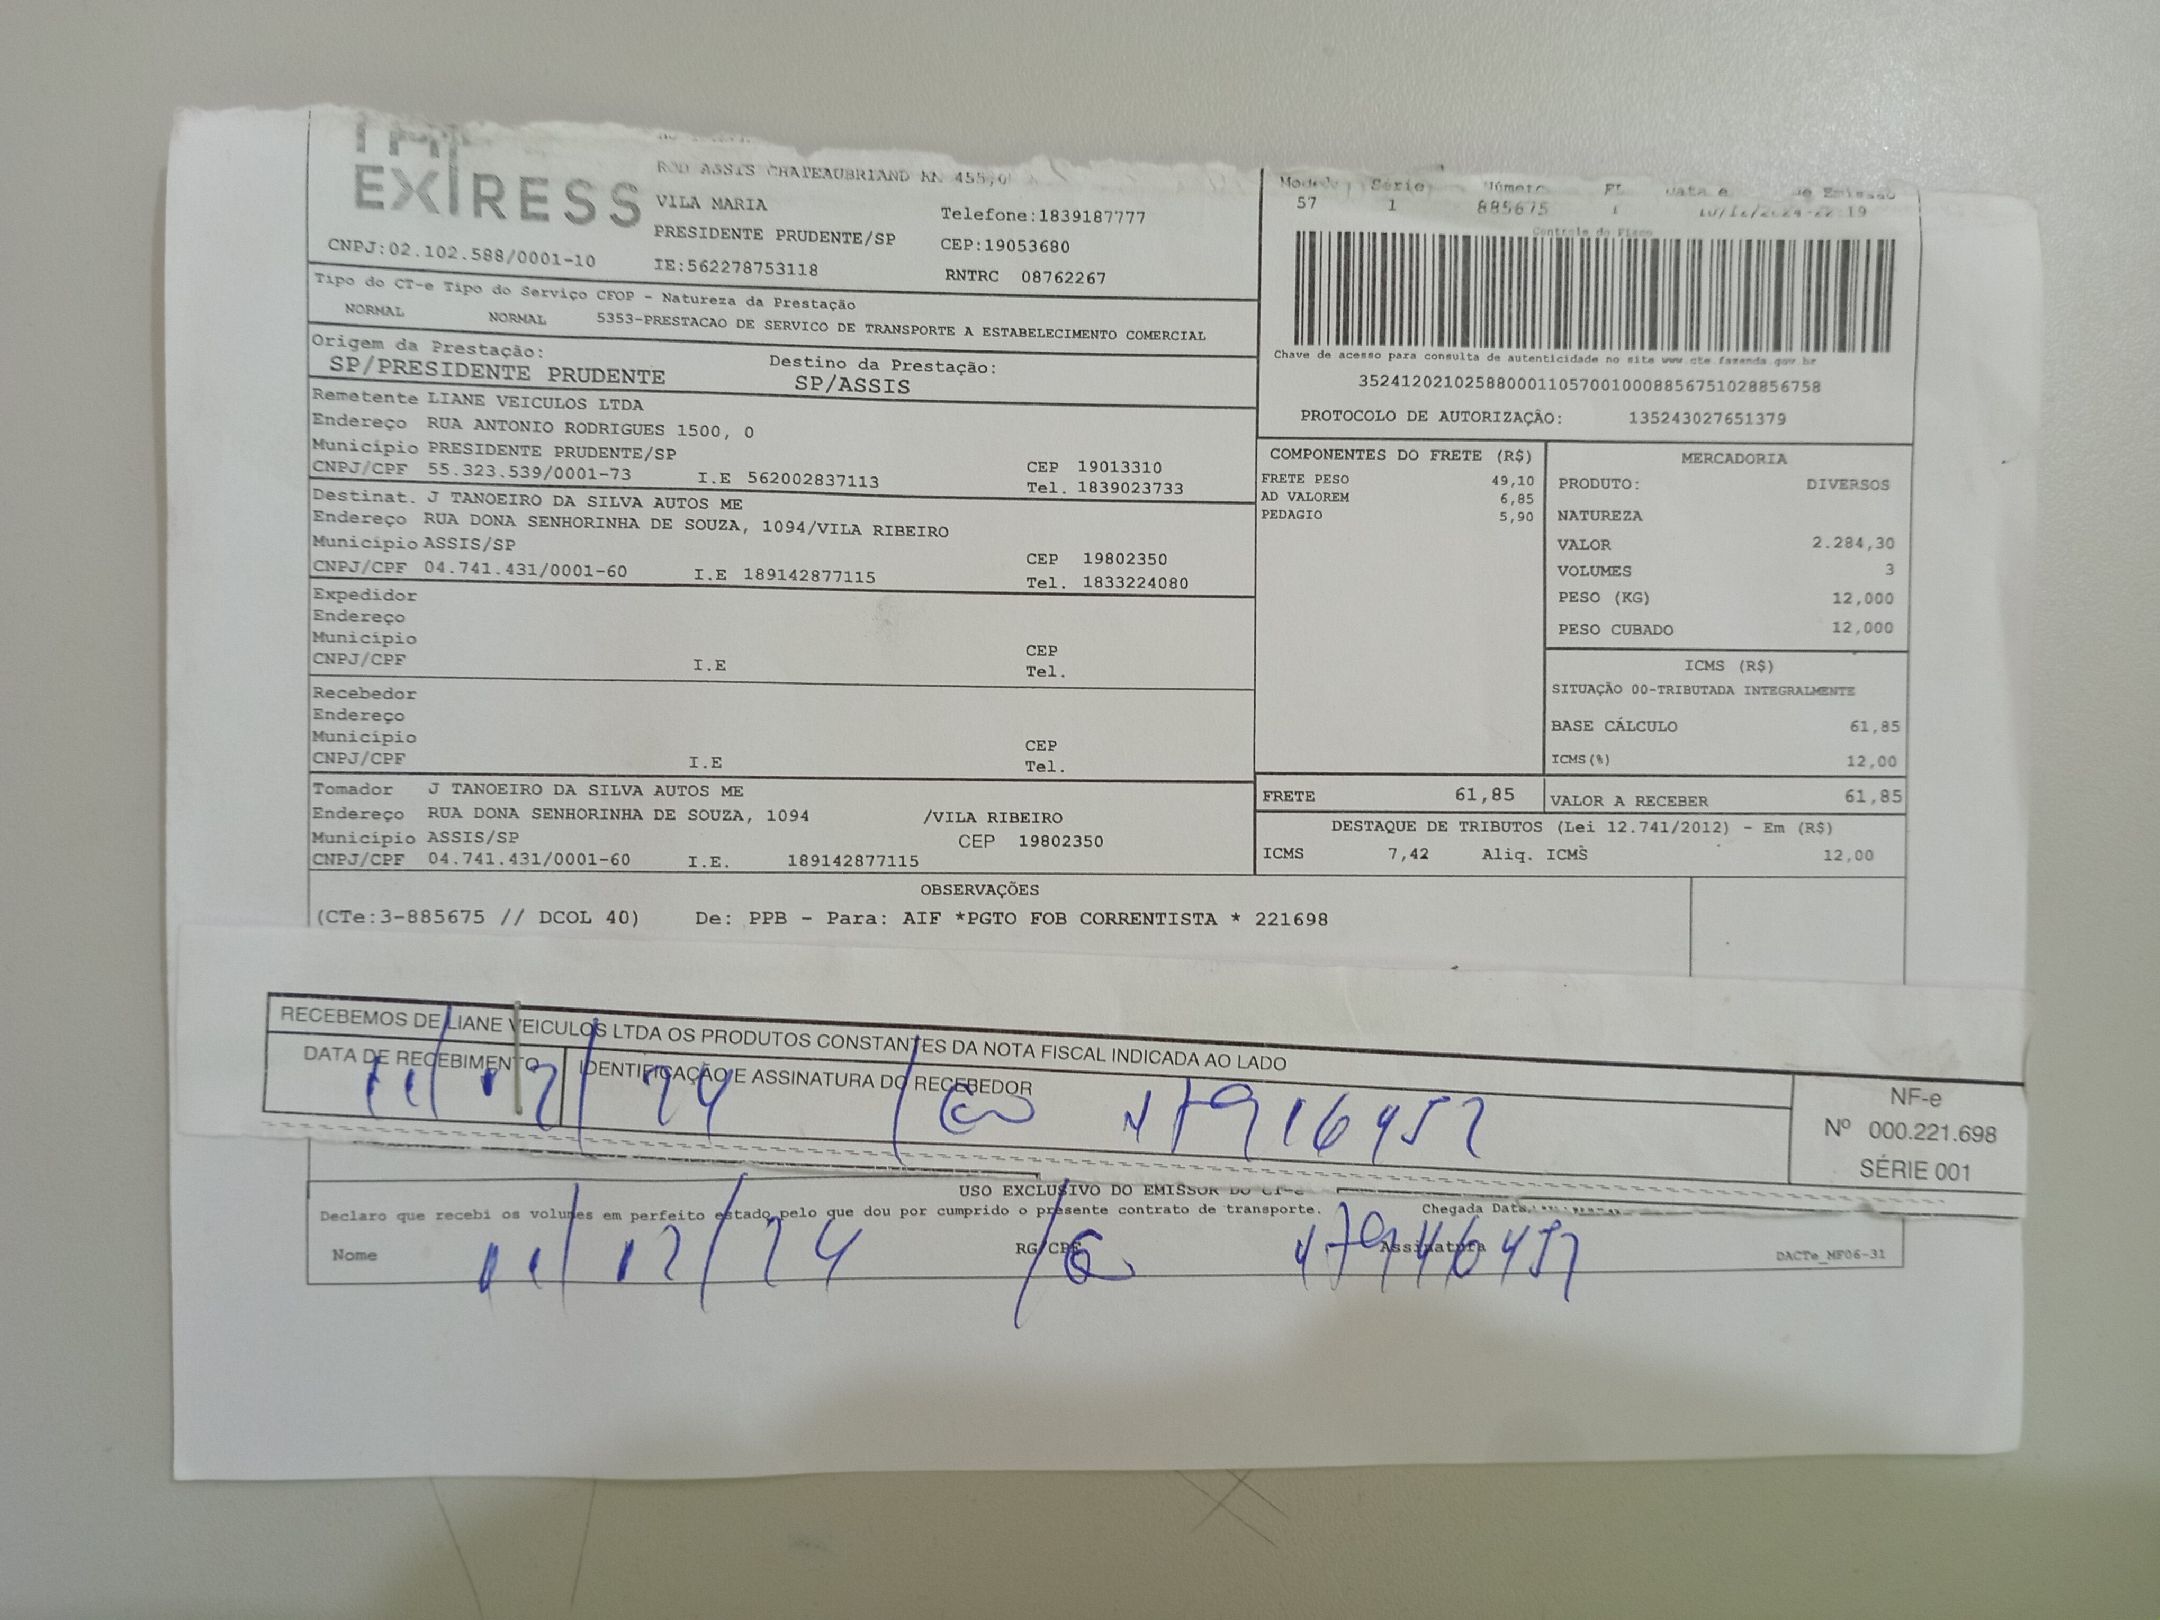 EXPRESS
ROD ASSIS CHATEAUBRIAND KM 455,0
VILA MARIA
Telefone:1839187777
PRESIDENTE PRUDENTE/SP
CEP:19053680
CNPJ:02.102.588/0001-10
IE:562278753118
RNTRC 08762267
Modelo Série Número FL Data e Emissão
57 1 885675 1 10/12/2024-22:19
Controle do Fisco
Tipo do CT-e Tipo do Serviço CFOP - Natureza da Prestação
NORMAL NORMAL 5353-PRESTACAO DE SERVICO DE TRANSPORTE A ESTABELECIMENTO COMERCIAL
Origem da Prestação:
SP/PRESIDENTE PRUDENTE
Destino da Prestação:
SP/ASSIS
Chave de acesso para consulta de autenticidade no site www.cte.fazenda.gov.br
35241202102588000110570010008856751028856758
PROTOCOLO DE AUTORIZAÇÃO: 135243027651379
Remetente LIANE VEICULOS LTDA
Endereço RUA ANTONIO RODRIGUES 1500, 0
Município PRESIDENTE PRUDENTE/SP
CEP 19013310
CNPJ/CPF 55.323.539/0001-73 I.E 562002837113
Tel. 1839023733
Destinat. J TANOEIRO DA SILVA AUTOS ME
Endereço RUA DONA SENHORINHA DE SOUZA, 1094/VILA RIBEIRO
Município ASSIS/SP
CEP 19802350
CNPJ/CPF 04.741.431/0001-60 I.E 189142877115
Tel. 1833224080
Expedidor
Endereço
Município
CEP
CNPJ/CPF I.E
Tel.
Recebedor
Endereço
Município
CEP
CNPJ/CPF I.E
Tel.
Tomador J TANOEIRO DA SILVA AUTOS ME
Endereço RUA DONA SENHORINHA DE SOUZA, 1094 /VILA RIBEIRO
Município ASSIS/SP CEP 19802350
CNPJ/CPF 04.741.431/0001-60 I.E. 189142877115
COMPONENTES DO FRETE (R$)
FRETE PESO 49,10
AD VALOREM 6,85
PEDAGIO 5,90
MERCADORIA
PRODUTO: DIVERSOS
NATUREZA
VALOR 2.284,30
VOLUMES 3
PESO (KG) 12,000
PESO CUBADO 12,000
ICMS (R$)
SITUAÇÃO 00-TRIBUTADA INTEGRALMENTE
BASE CÁLCULO 61,85
ICMS(%) 12,00
FRETE 61,85
VALOR A RECEBER 61,85
DESTAQUE DE TRIBUTOS (Lei 12.741/2012) - Em (R$)
ICMS 7,42 Aliq. ICMS 12,00
OBSERVAÇÕES
(CTe:3-885675 // DCOL 40) De: PPB - Para: AIF *PGTO FOB CORRENTISTA * 221698
RECEBEMOS DE LIANE VEICULOS LTDA OS PRODUTOS CONSTANTES DA NOTA FISCAL INDICADA AO LADO
DATA DE RECEBIMENTO
IDENTIFICAÇÃO E ASSINATURA DO RECEBEDOR
11/12/24
NF-e
Nº 000.221.698
SÉRIE 001
USO EXCLUSIVO DO EMISSOR DO CT-e
Declaro que recebi os volumes em perfeito estado pelo que dou por cumprido o presente contrato de transporte.
Chegada Data
Nome
RG/CPF
Assinatura
DACTe_MF06-31
11/12/24